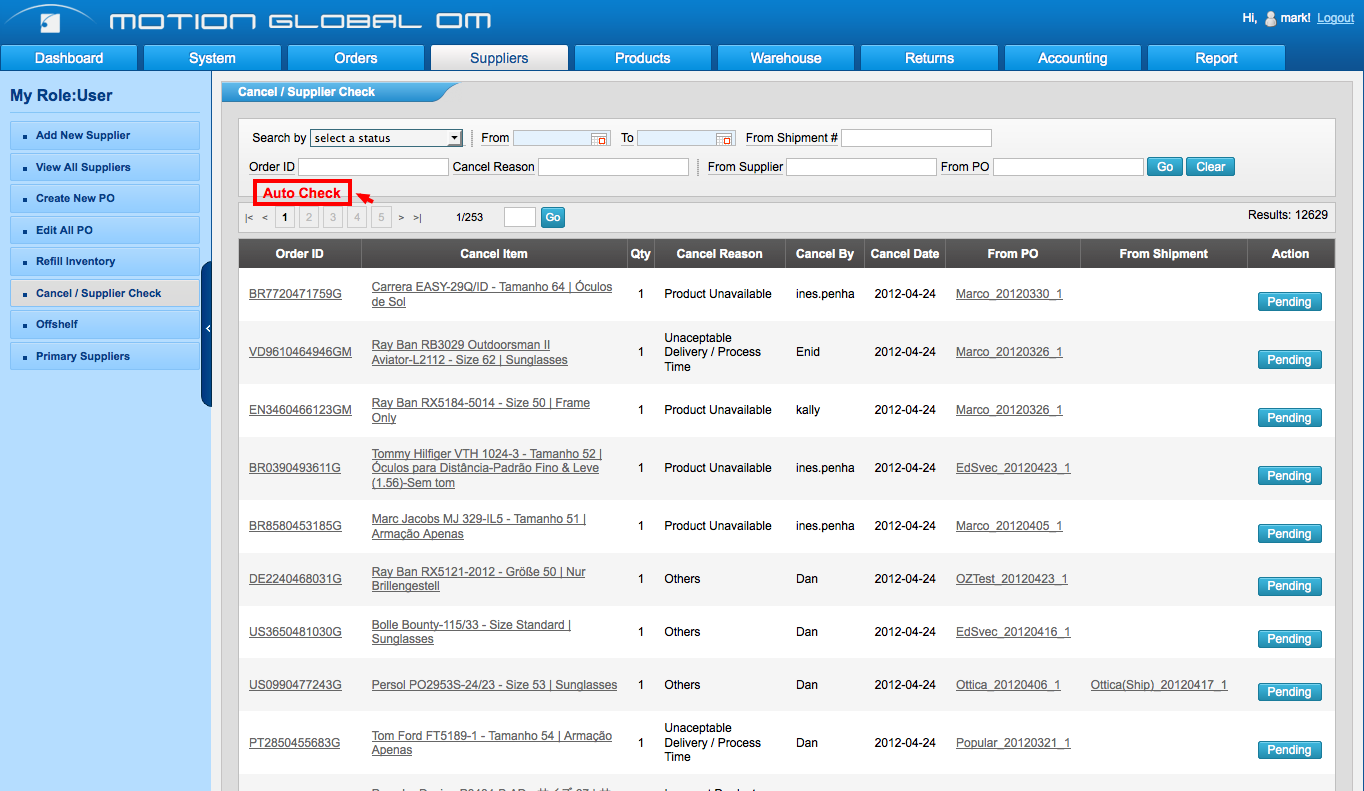 MOTION GLOBAL OM
Hi, mark! Logout
Dashboard System Orders Suppliers Products Warehouse Returns Accounting Report
My Role:User
Add New Supplier
View All Suppliers
Create New PO
Edit All PO
Refill Inventory
Cancel / Supplier Check
Offshelf
Primary Suppliers
Cancel / Supplier Check
Search by select a status From To From Shipment #
Order ID Cancel Reason From Supplier From PO Go Clear
Auto Check
|< < 1 2 3 4 5 > >| 1/253 Go Results: 12629
Order ID Cancel Item Qty Cancel Reason Cancel By Cancel Date From PO From Shipment Action
BR7720471759G Carrera EASY-29Q/ID - Tamanho 64 | Óculos 1 Product Unavailable ines.penha 2012-04-24 Marco_20120330_1 Pending
de Sol
Unaceptable
VD9610464946GM Ray Ban RB3029 Outdoorsman II 1 Delivery / Process Enid 2012-04-24 Marco_20120326_1 Pending
Aviator-L2112 - Size 62 | Sunglasses Time
EN3460466123GM Ray Ban RX5184-5014 - Size 50 | Frame 1 Product Unavailable kally 2012-04-24 Marco_20120326_1 Pending
Only
Tommy Hilfiger VTH 1024-3 - Tamanho 52 |
BR0390493611G Óculos para Distância-Padrão Fino & Leve 1 Product Unavailable ines.penha 2012-04-24 EdSvec_20120423_1 Pending
(1.56)-Sem tom
BR8580453185G Marc Jacobs MJ 329-IL5 - Tamanho 51 | 1 Product Unavailable ines.penha 2012-04-24 Marco_20120405_1 Pending
Armação Apenas
DE2240468031G Ray Ban RX5121-2012 - Größe 50 | Nur 1 Others Dan 2012-04-24 OZTest_20120423_1 Pending
Brillengestell
US3650481030G Bolle Bounty-115/33 - Size Standard | 1 Others Dan 2012-04-24 EdSvec_20120416_1 Pending
Sunglasses
US0990477243G Persol PO2953S-24/23 - Size 53 | Sunglasses 1 Others Dan 2012-04-24 Ottica_20120406_1 Ottica(Ship)_20120417_1 Pending
Unaceptable
PT2850455683G Tom Ford FT5189-1 - Tamanho 54 | Armação 1 Delivery / Process Dan 2012-04-24 Popular_20120321_1 Pending
Apenas Time